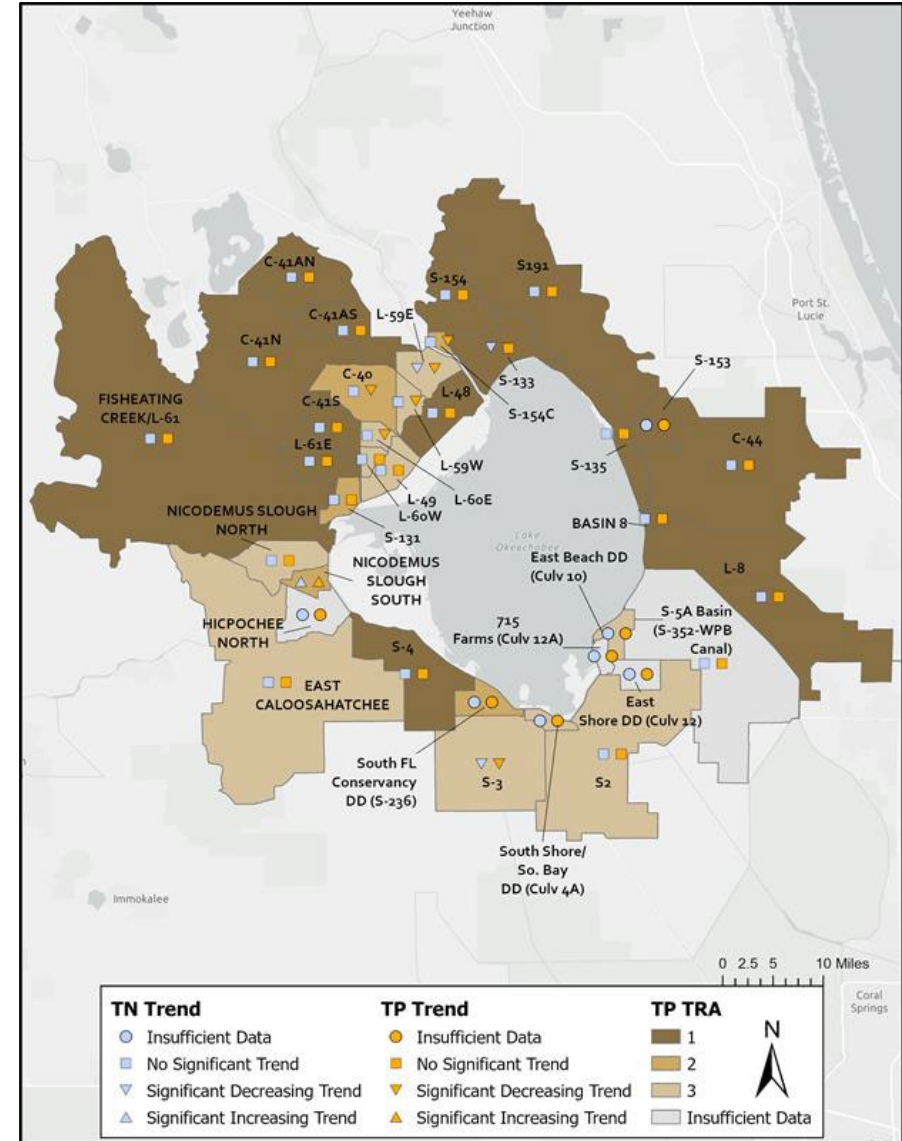 Yeehaw
Junction
C-41AN
S-154
S191
C-41AS
L-59E
Port St.
Lucie
C-41N
S-133
S-153
C-40
L-48
S-154C
FISHEATING
CREEK/L-61
C-41S
C-44
L-61E
L-59W
S-135
L-60E
L-49
NICODEMUS SLOUGH
NORTH
L-60W
BASIN 8
S-131
Lake
Okeechobee
East Beach DD
(Culv 10)
NICODEMUS
SLOUGH
SOUTH
L-8
S-5A Basin
(S-352-WPB
Canal)
715
Farms (Culv 12A)
HICPOCHEE
NORTH
S-4
EAST
CALOOSAHATCHEE
East
Shore DD (Culv 12)
South FL
Conservancy
DD (S-236)
S-3
S2
South Shore/
So. Bay
DD (Culv 4A)
Immokalee
0 2.5 5 10 Miles
Coral
Springs
TN Trend
Insufficient Data
No Significant Trend
Significant Decreasing Trend
Significant Increasing Trend
TP Trend
Insufficient Data
No Significant Trend
Significant Decreasing Trend
Significant Increasing Trend
TP TRA
1
2
3
Insufficient Data
N